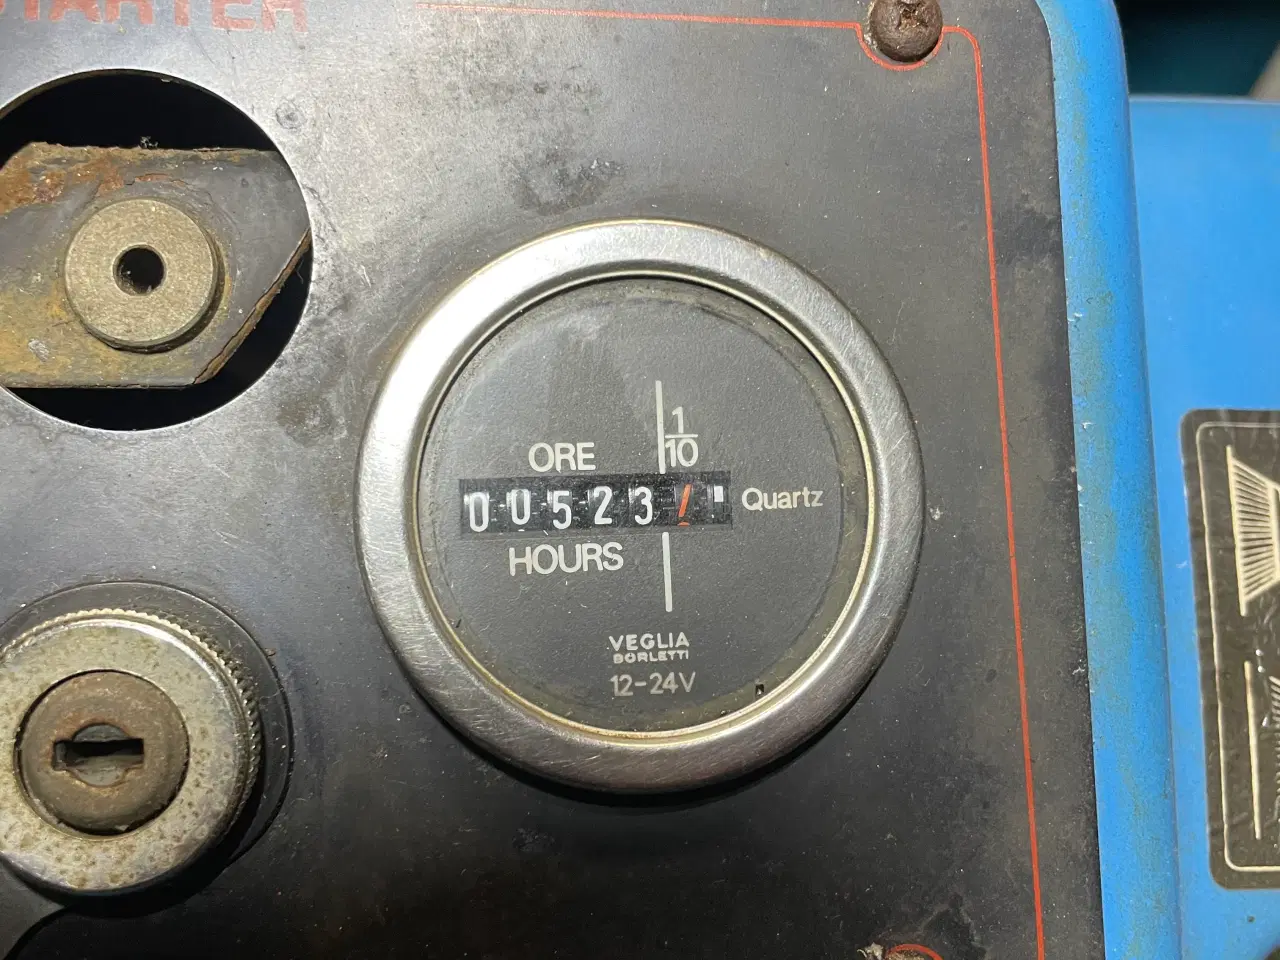 STARTER
1
10
ORE
00523
Quartz
HOURS
VEGLIA
BORLETTI
12-24V